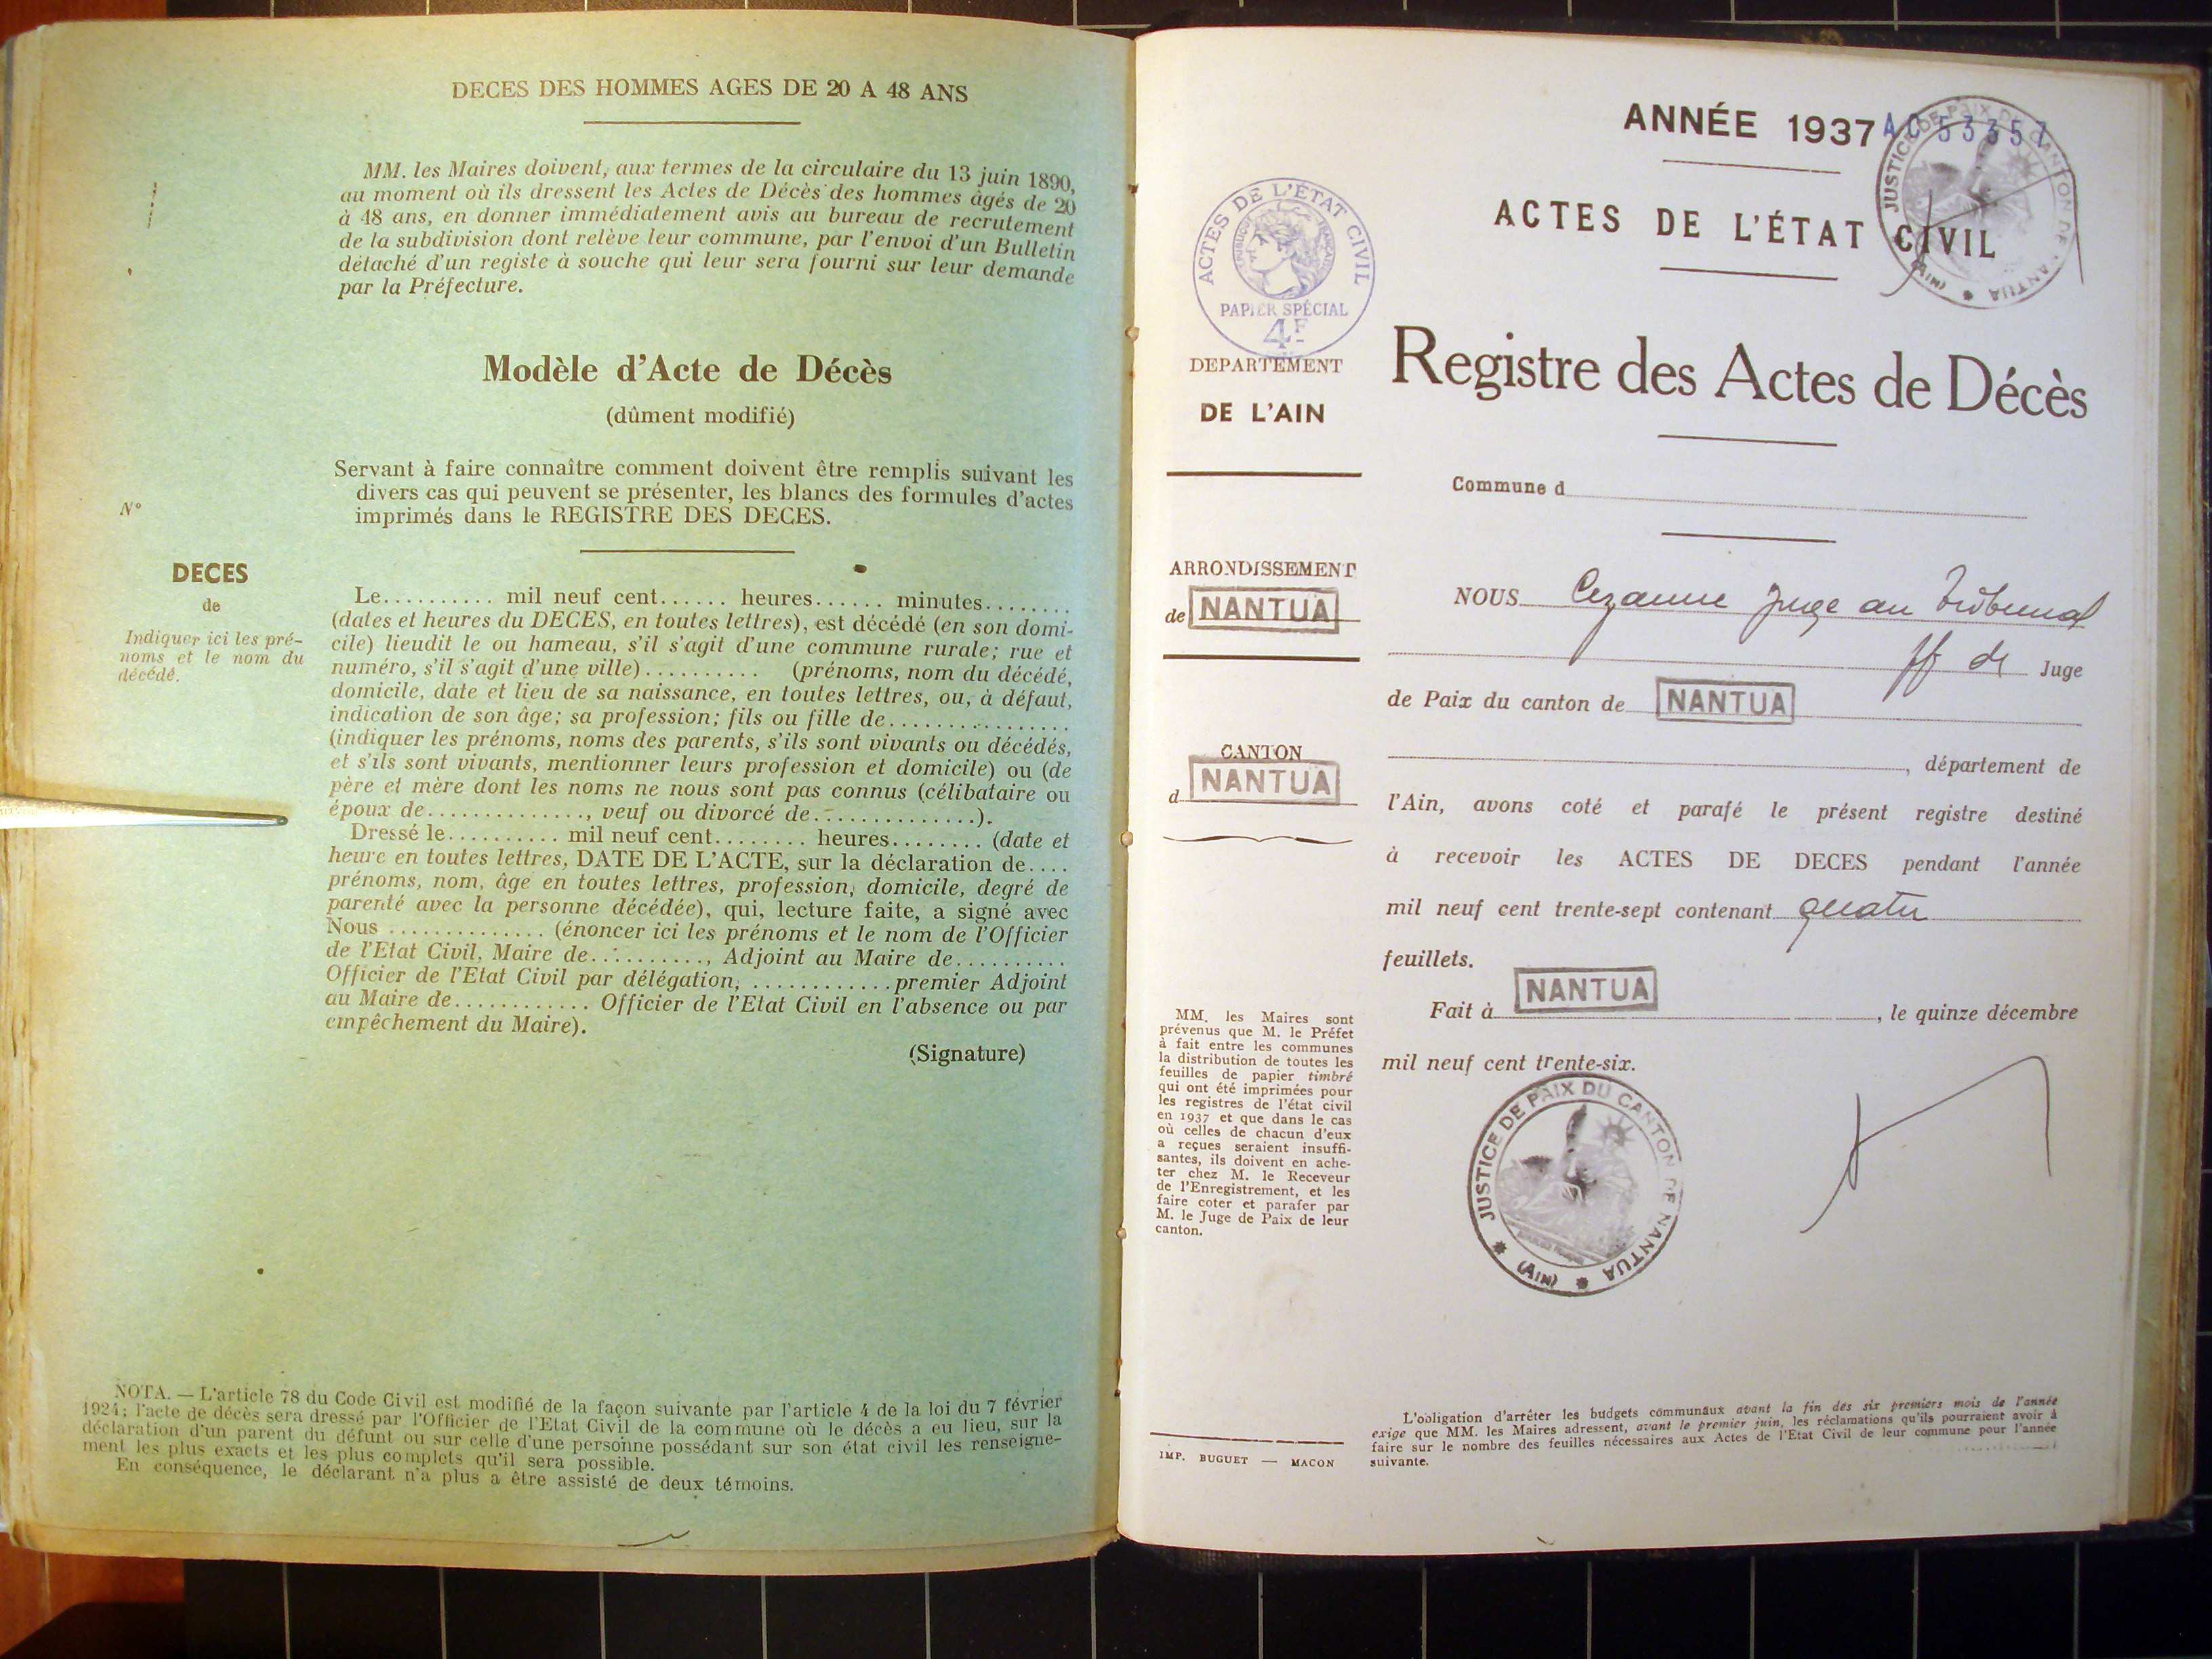 DECES DES HOMMES AGES DE 20 A 48 ANS
MM. les Maires doivent, aux termes de la circulaire du 13 juin 1890,
au moment où ils dressent les Actes de Décès des hommes âgés de 20
à 48 ans, en donner immédiatement avis au bureau de recrutement
de la subdivision dont relève leur commune, par l'envoi d'un Bulletin
détaché d'un registe à souche qui leur sera fourni sur leur demande
par la Préfecture.
Modèle d'Acte de Décès
(dûment modifié)
Servant à faire connaître comment doivent être remplis suivant les
divers cas qui peuvent se présenter, les blancs des formules d'actes
imprimés dans le REGISTRE DES DECES.
N°
DECES
de
Indiquer ici les pré-
noms et le nom du
décédé.
Le.......... mil neuf cent...... heures...... minutes........
(dates et heures du DECES, en toutes lettres), est décédé (en son domi-
cile) lieudit le ou hameau, s'il s'agit d'une commune rurale; rue et
numéro, s'il s'agit d'une ville).......... (prénoms, nom du décédé,
domicile, date et lieu de sa naissance, en toutes lettres, ou, à défaut,
indication de son âge; sa profession; fils ou fille de................
(indiquer les prénoms, noms des parents, s'ils sont vivants ou décédés,
et s'ils sont vivants, mentionner leurs profession et domicile) ou (de
père et mère dont les noms ne nous sont pas connus (célibataire ou
époux de.............., veuf ou divorcé de..............).
Dressé le.......... mil neuf cent........ heures........ (date et
heure en toutes lettres, DATE DE L'ACTE, sur la déclaration de....
prénoms, nom, âge en toutes lettres, profession, domicile, degré de
parenté avec la personne décédée), qui, lecture faite, a signé avec
Nous .............. (énoncer ici les prénoms et le nom de l'Officier
de l'Etat Civil, Maire de.........., Adjoint au Maire de..........
Officier de l'Etat Civil par délégation, ............premier Adjoint
au Maire de............ Officier de l'Etat Civil en l'absence ou par
empêchement du Maire).
(Signature)
NOTA. — L'article 78 du Code Civil est modifié de la façon suivante par l'article 4 de la loi du 7 février
1924; l'acte de décès sera dressé par l'Officier de l'Etat Civil de la commune où le décès a eu lieu, sur la
déclaration d'un parent du défunt ou sur celle d'une personne possédant sur son état civil les renseigne-
ment les plus exacts et les plus complets qu'il sera possible.
En conséquence, le déclarant n'a plus a être assisté de deux témoins.
ANNÉE 1937
AC 53357
JUSTICE DE PAIX DU CANTON DE NANTUA (AIN)
ACTES DE L'ÉTAT CIVIL
ACTES DE L'ÉTAT CIVIL
RÉPUBLIQUE FRANÇAISE
PAPIER SPÉCIAL
4F
DEPARTEMENT
DE L'AIN
Registre des Actes de Décès
Commune d
ARRONDISSEMENT
de NANTUA
NOUS Cezanne Juge au Tribunal
ff de Juge
de Paix du canton de NANTUA
CANTON
d NANTUA
, département de
l'Ain, avons coté et parafé le présent registre destiné
à recevoir les ACTES DE DECES pendant l'année
mil neuf cent trente-sept contenant quatre
feuillets.
Fait à NANTUA , le quinze décembre
mil neuf cent trente-six.
MM. les Maires sont
prévenus que M. le Préfet
à fait entre les communes
la distribution de toutes les
feuilles de papier timbré
qui ont été imprimées pour
les registres de l'état civil
en 1937 et que dans le cas
où celles de chacun d'eux
a reçues seraient insuffi-
santes, ils doivent en ache-
ter chez M. le Receveur
de l'Enregistrement, et les
faire coter et parafer par
M. le Juge de Paix de leur
canton.
JUSTICE DE PAIX DU CANTON DE NANTUA (AIN)
L'obligation d'arrêter les budgets communaux avant la fin des six premiers mois de l'année
exige que MM. les Maires adressent, avant le premier juin, les réclamations qu'ils pourraient avoir à
faire sur le nombre des feuilles nécessaires aux Actes de l'Etat Civil de leur commune pour l'année
suivante.
IMP. BUGUET — MACON